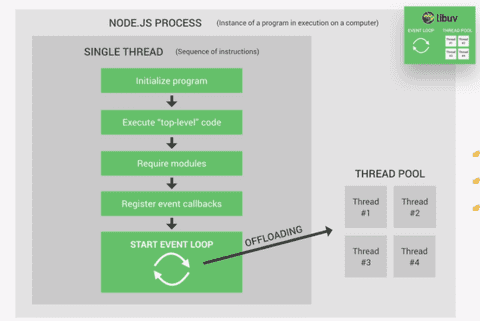 NODE.JS PROCESS (Instance of a program in execution on a computer)
SINGLE THREAD (Sequence of instructions)
Initialize program
Execute "top-level" code
Require modules
Register event callbacks
START EVENT LOOP
OFFLOADING
THREAD POOL
Thread #1
Thread #2
Thread #3
Thread #4
libuv
EVENT LOOP
THREAD POOL